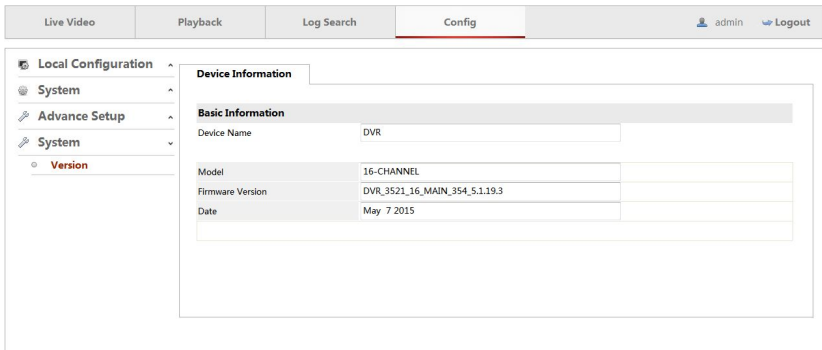 Live Video Playback Log Search Config admin Logout
Local Configuration
System
Advance Setup
System
Version
Device Information
Basic Information
Device Name DVR
Model 16-CHANNEL
Firmware Version DVR_3521_16_MAIN_354_5.1.19.3
Date May 7 2015